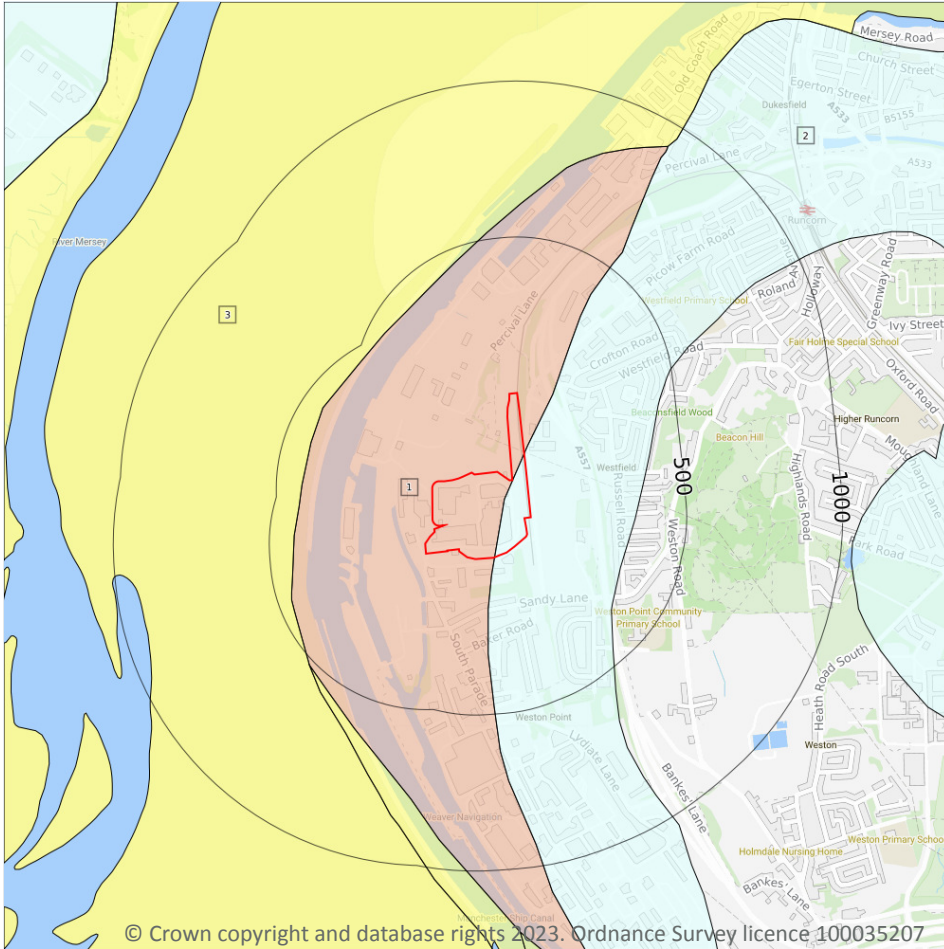 Mersey Road
Old Coach Road
Church Street
Egerton Street
Dukesfield
A533
B5155
2
A533
Percival Lane
Runcorn
River Mersey
Picow Farm Road
Greenway Road
Holloway
Roland Avenue
Westfield Primary School
3
Percival Lane
Ivy Street
Crofton Road
Westfield Road
Fair Holme Special School
Oxford Road
Beaconsfield Wood
Higher Runcorn
Beacon Hill
Moughland Lane
A557
Westfield
500
Highlands Road
1
Russell Road
1000
Weston Road
Park Road
Sandy Lane
Weston Point Community
Primary School
Baxter Road
South Parade
Heath Road South
Weston Point
Weston
Lydiate Lane
Bankes' Lane
Weaver Navigation
Weston Primary School
Holmdale Nursing Home
Bankes' Lane
Manchester Ship Canal
© Crown copyright and database rights 2023. Ordnance Survey licence 100035207